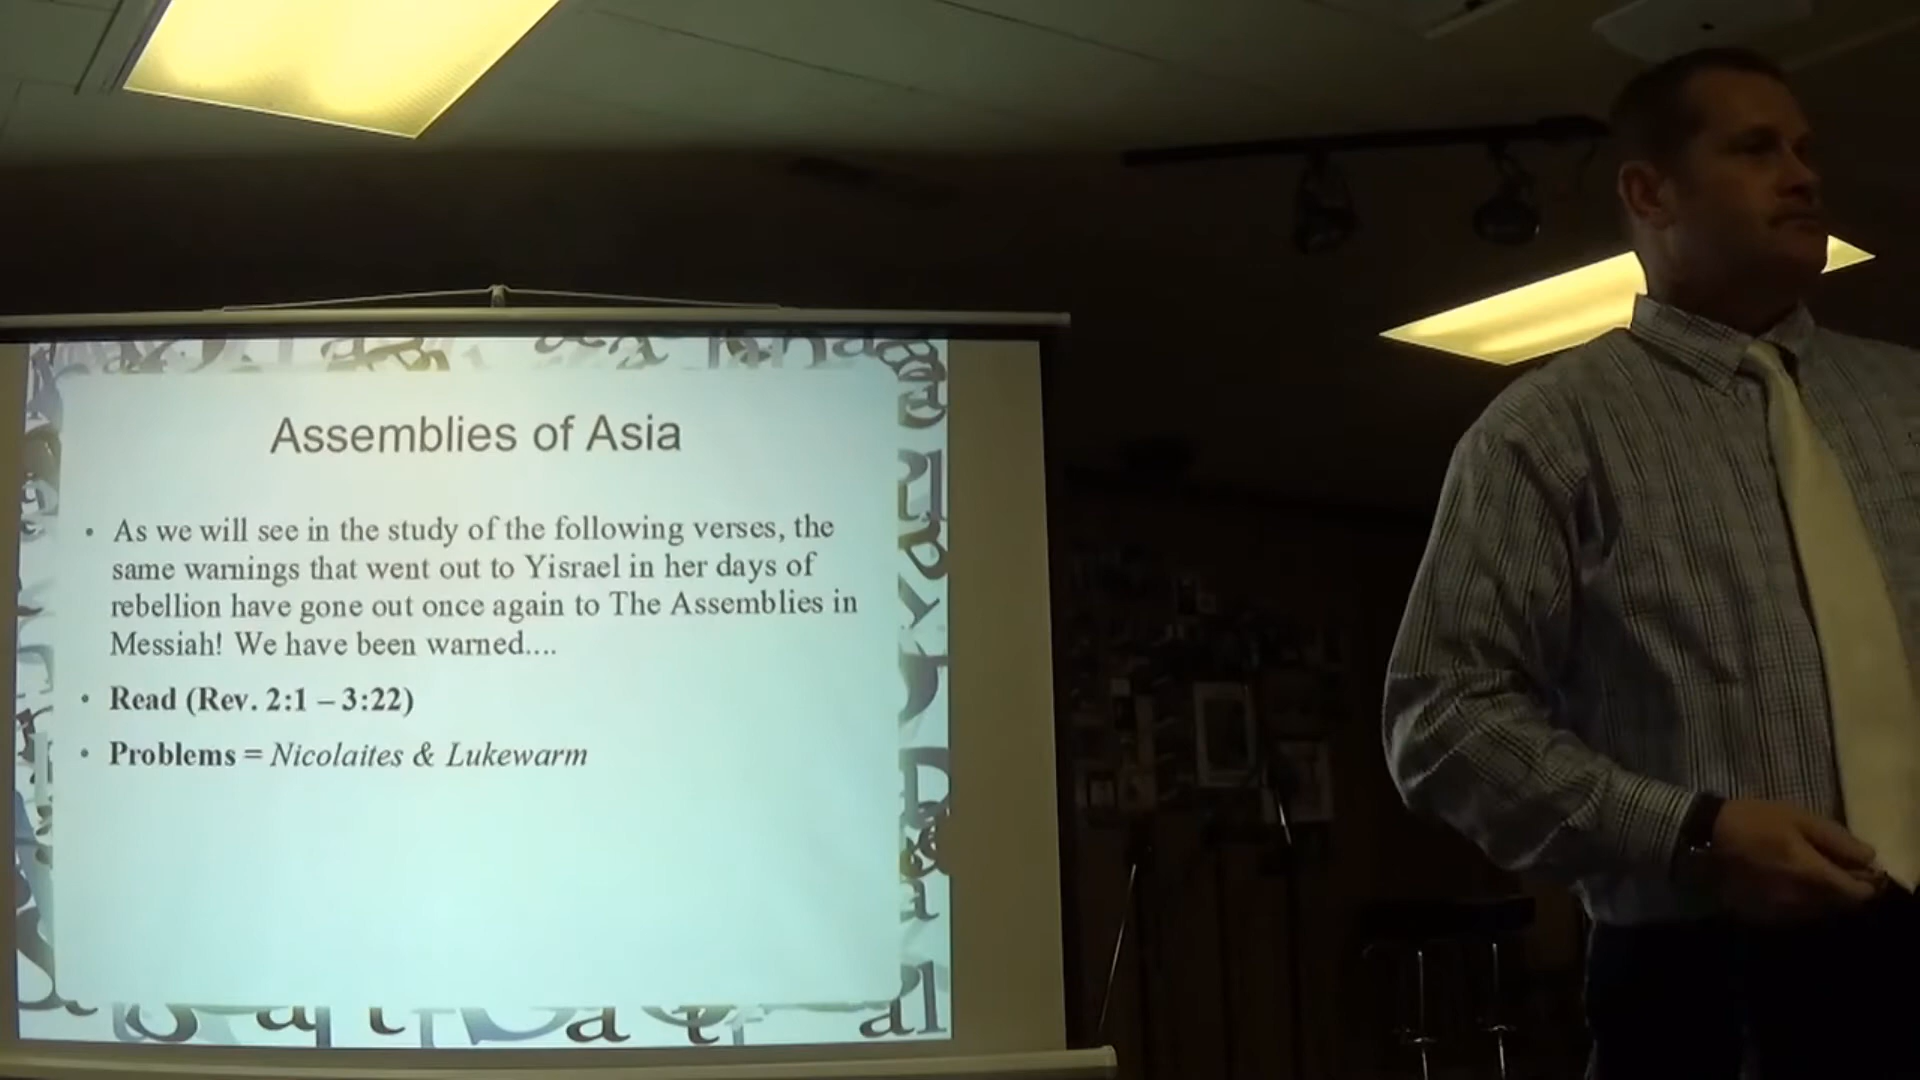 Assemblies of Asia
• As we will see in the study of the following verses, the
same warnings that went out to Yisrael in her days of
rebellion have gone out once again to The Assemblies in
Messiah! We have been warned....
• Read (Rev. 2:1 – 3:22)
• Problems = Nicolaites & Lukewarm